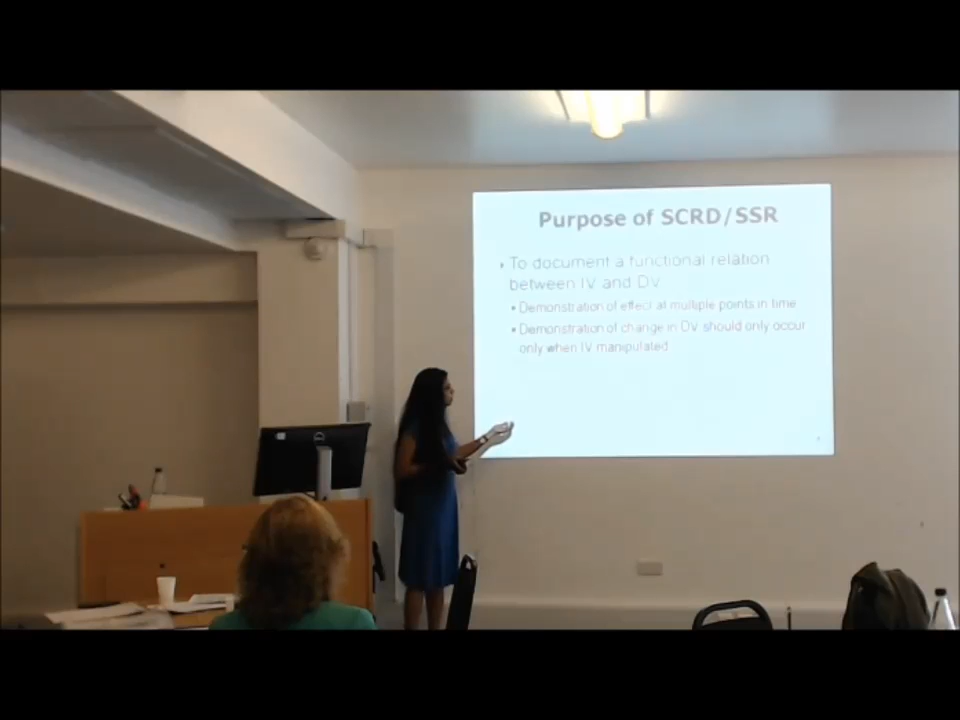 Purpose of SCRD/SSR
To document a functional relation
between IV and DV
Demonstration of effect at multiple points in time
Demonstration of change in DV should only occur
only when IV manipulated